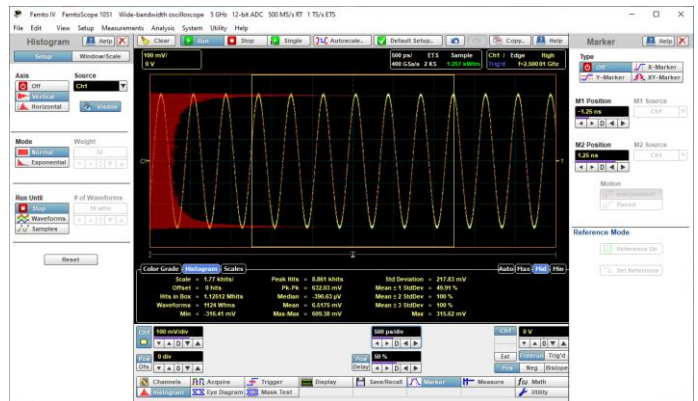 Femto IV FemtoScope 1051 Wide-bandwidth oscilloscope 5 GHz 12-bit ADC 500 MS/s RT 1 TS/s ETS
File Edit View Setup Measurements Analysis System Utility Help
Histogram Help
Clear Run Stop Single Autoscale... Default Setup... Copy.. Help
Marker Help
Setup Window/Scale
100 mV/
0 V
500 ps/ ETS Sample
400 GSa/s 2 KS 1.257 kWfm
Ch1 / Edge High
Trig'd f=2.500 01 GHz
Axis Source
Off Ch1
Vertical
Horizontal Visible
Type
Off X-Marker
Y-Marker XY-Marker
M1 Position M1 Source
-1.25 ns Ch1
D
M2 Position M2 Source
1.25 ns Ch1
D
Mode Weight
Normal 32
Exponential
Ch1
T
Motion
Independent
Paired
Run Until # of Waveforms
Stop
Waveforms
Samples
Reset
Reference Mode
Reference On
Set Reference
Color Grade Histogram Scales Auto Max Mid Min
Scale = 1.77 khits/ Peak Hits = 8.861 khits Std Deviation = 217.83 mV
Offset = 0 hits Pk-Pk = 632.03 mV Mean ± 1 StdDev = 49.91 %
Hits in Box = 1.12512 Mhits Median = -390.63 µV Mean ± 2 StdDev = 100 %
Waveforms = 1124 Wfms Mean = 6.5175 mV Mean ± 3 StdDev = 100 %
Min = -316.41 mV Max-Max = 609.38 mV Max = 315.62 mV
Ch1 100 mV/div 500 ps/div Ch1 0 V
D D D
Pos 0 div Pos 50 % Ext Freerun Trig'd
Ofs D Delay D Pos Neg Bislope
Channels Acquire Trigger Display Save/Recall Marker Measure Math
Histogram Eye Diagram Mask Test Utility